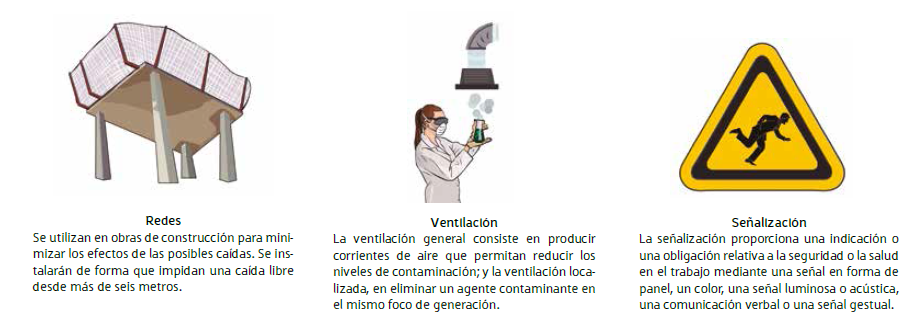 Redes
Se utilizan en obras de construcción para mini-
mizar los efectos de las posibles caídas. Se ins-
talarán de forma que impidan una caída libre
desde más de seis metros.
Ventilación
La ventilación general consiste en producir
corrientes de aire que permitan reducir los
niveles de contaminación; y la ventilación loca-
lizada, en eliminar un agente contaminante en
el mismo foco de generación.
Señalización
La señalización proporciona una indicación o
una obligación relativa a la seguridad o la salud
en el trabajo mediante una señal en forma de
panel, un color, una señal luminosa o acústica,
una comunicación verbal o una señal gestual.